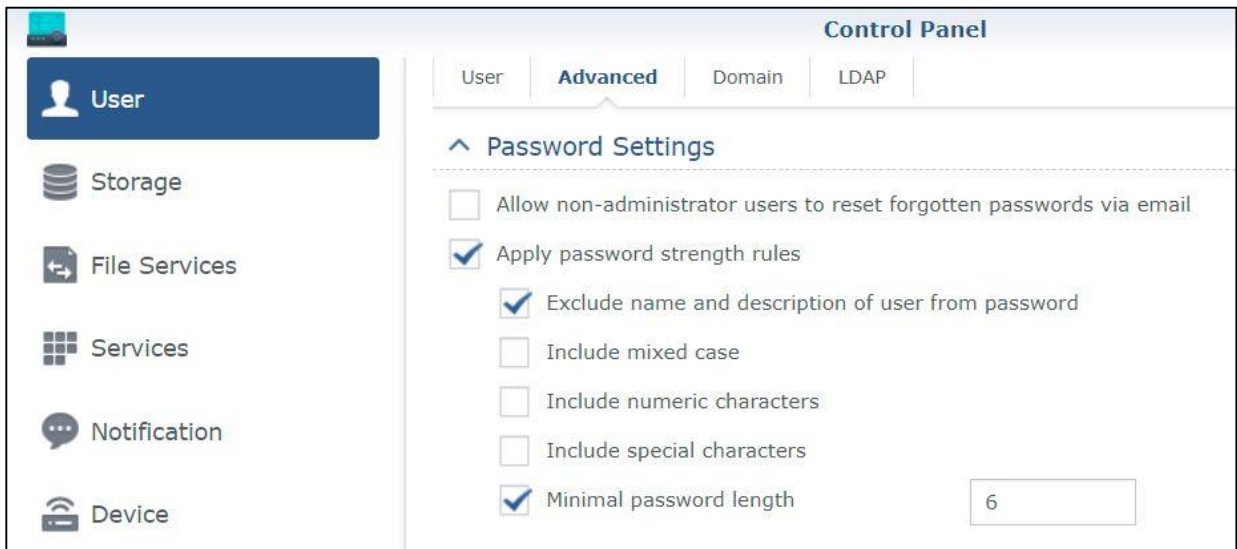 Control Panel
User
Storage
File Services
Services
Notification
Device
User Advanced Domain LDAP
Password Settings
Allow non-administrator users to reset forgotten passwords via email
Apply password strength rules
Exclude name and description of user from password
Include mixed case
Include numeric characters
Include special characters
Minimal password length 6